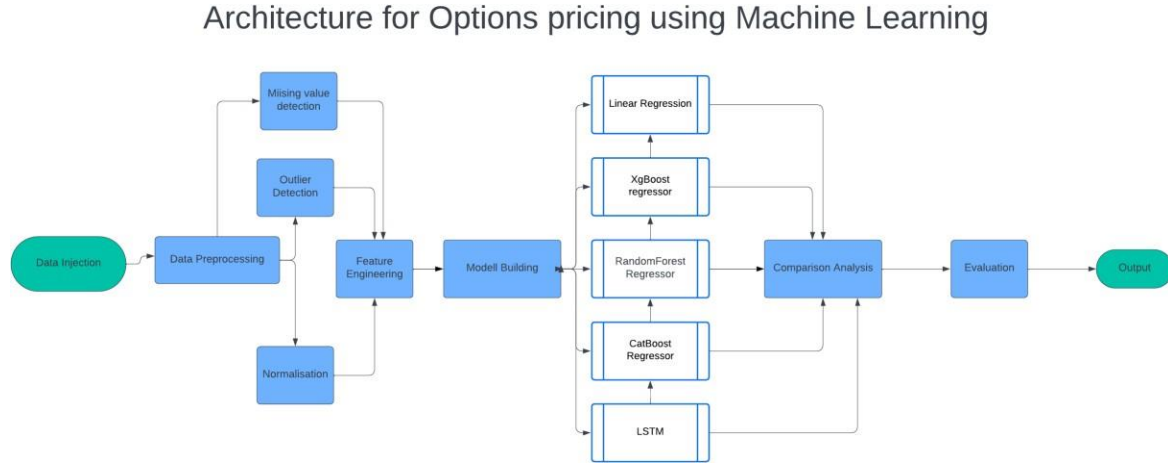 Architecture for Options pricing using Machine Learning
Miising value
detection
Outlier
Detection
Data Injection
Data Preprocessing
Normalisation
Feature
Engineering
Modell Building
Linear Regression
XgBoost
regressor
RandomForest
Regressor
CatBoost
Regressor
LSTM
Comparison Analysis
Evaluation
Output